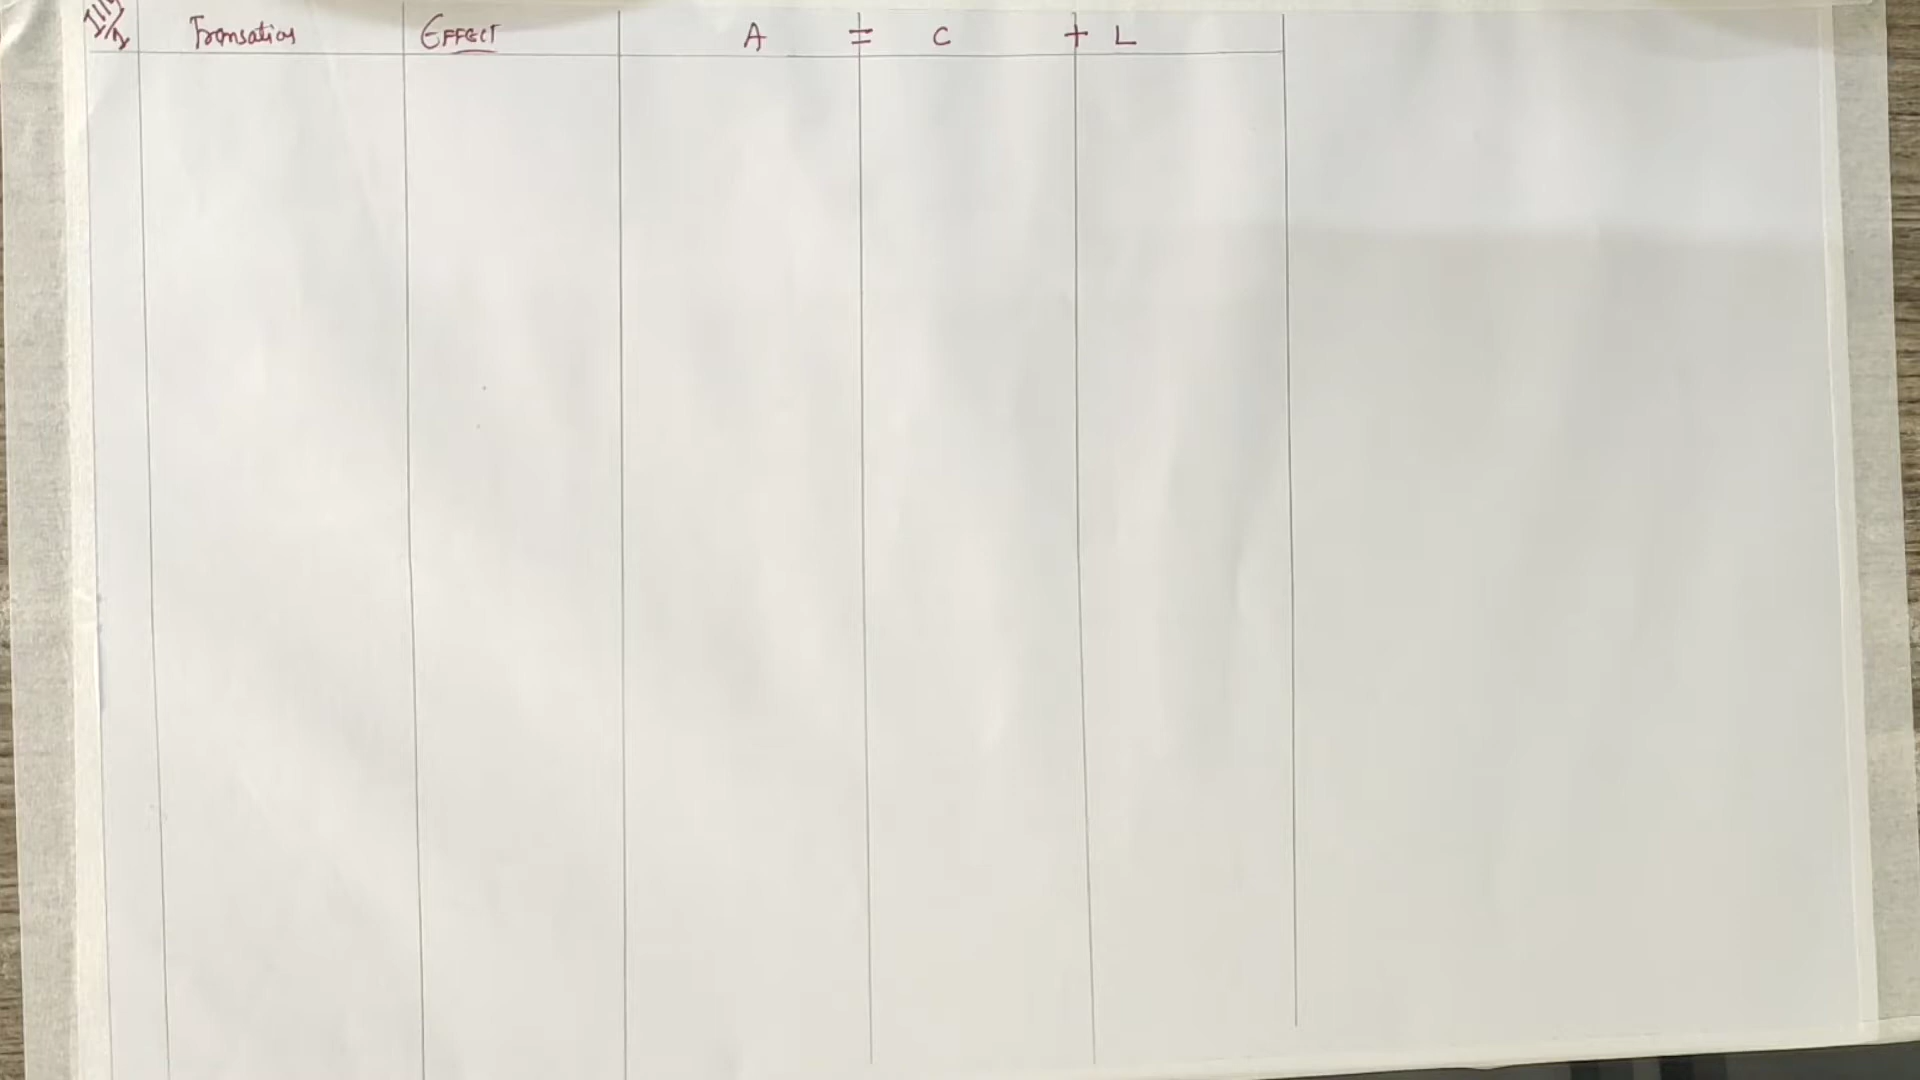 Transation EFFECT A = C + L